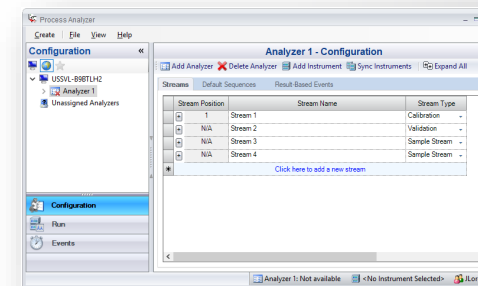 Process Analyzer
Create File View Help
Configuration «
Analyzer 1 - Configuration
Add Analyzer Delete Analyzer Add Instrument Sync Instruments Expand All
USSVL-B9BTLH2
Analyzer 1
Unassigned Analyzers
Streams Default Sequences Result-Based Events
Stream Position Stream Name Stream Type
1 Stream 1 Calibration
N/A Stream 2 Validation
N/A Stream 3 Sample Stream
N/A Stream 4 Sample Stream
Click here to add a new stream
Configuration
Run
Events
Analyzer 1: Not available <No Instrument Selected> JLor